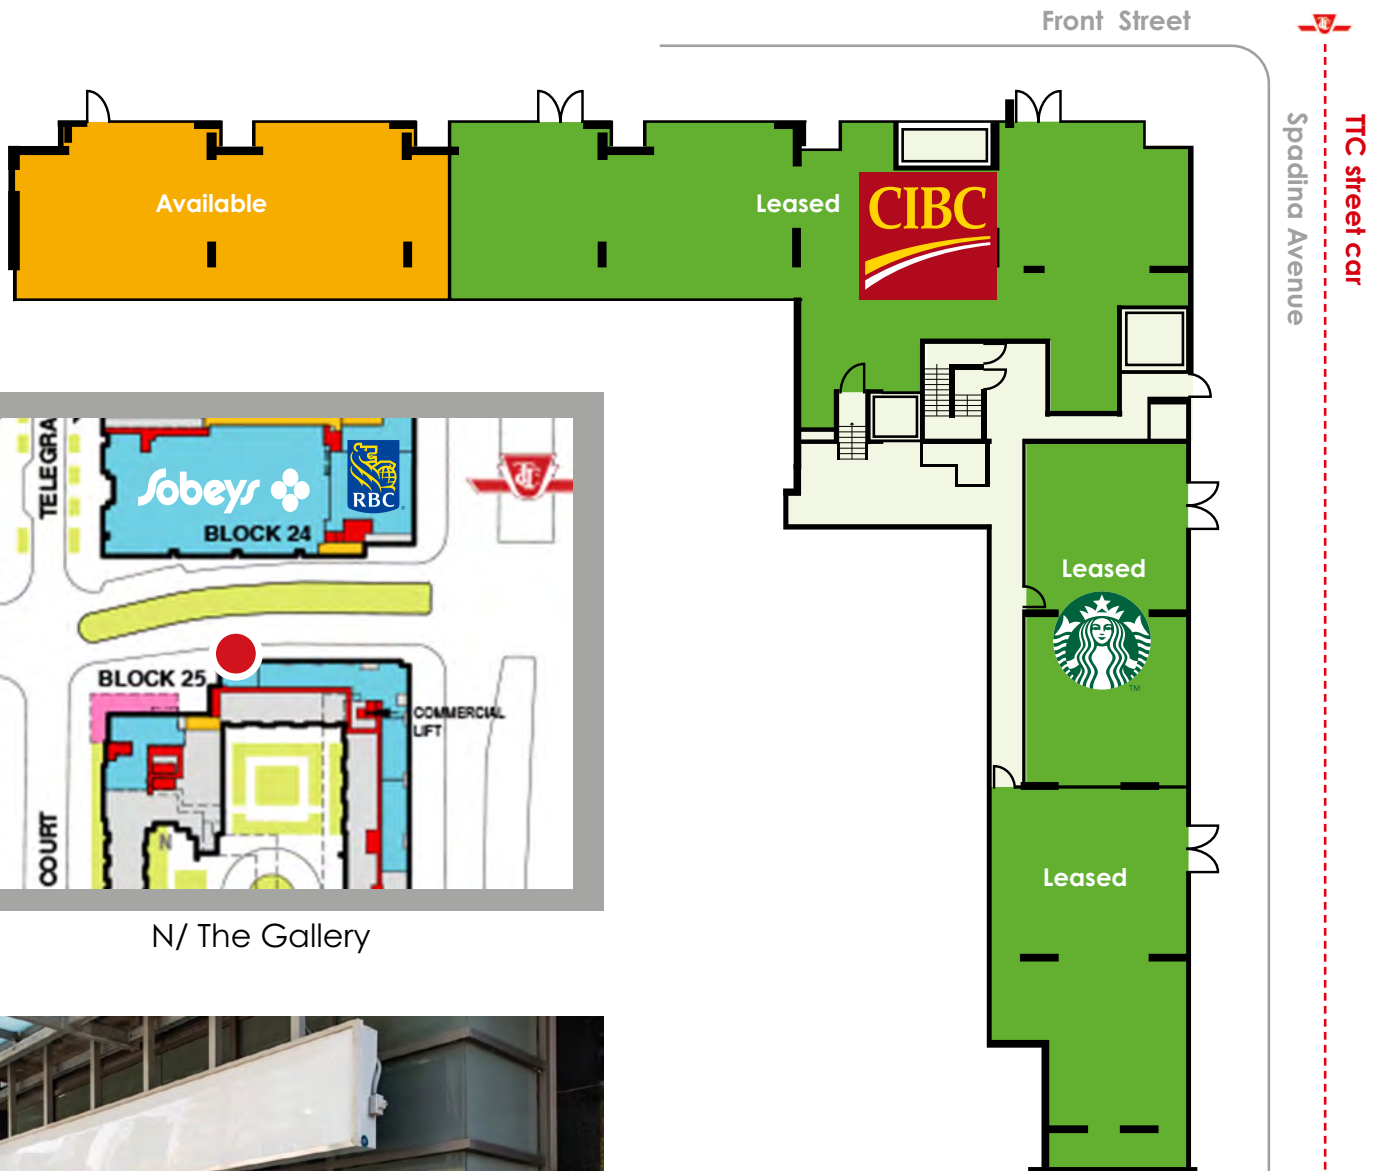 Front Street
Spadina Avenue
TTC street car
Available
Leased
CIBC
Leased
TM
Leased
TELEGRA
Sobeys
RBC
BLOCK 24
BLOCK 25
COMMERCIAL
LIFT
COURT
N
N/ The Gallery